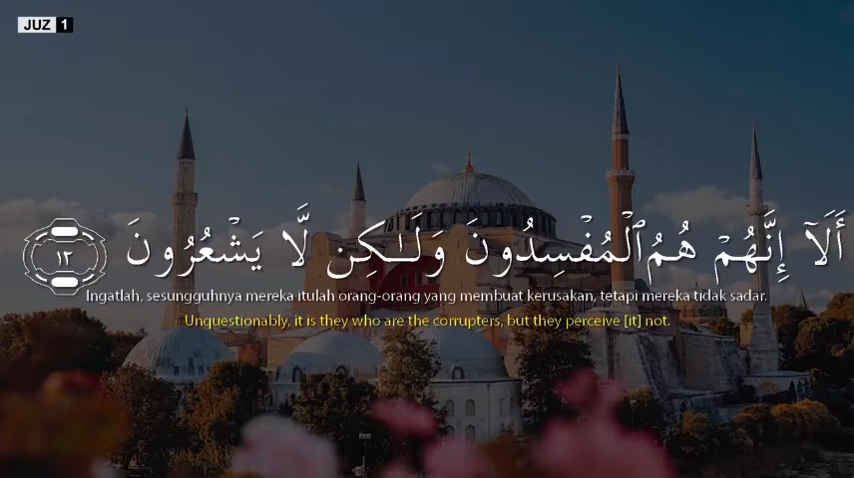 JUZ 1
أَلَآ إِنَّهُمْ هُمُ ٱلْمُفْسِدُونَ وَلَـٰكِن لَّا يَشْعُرُونَ ١٢
Ingatlah, sesungguhnya mereka itulah orang-orang yang membuat kerusakan, tetapi mereka tidak sadar.
Unquestionably, it is they who are the corrupters, but they perceive [it] not.